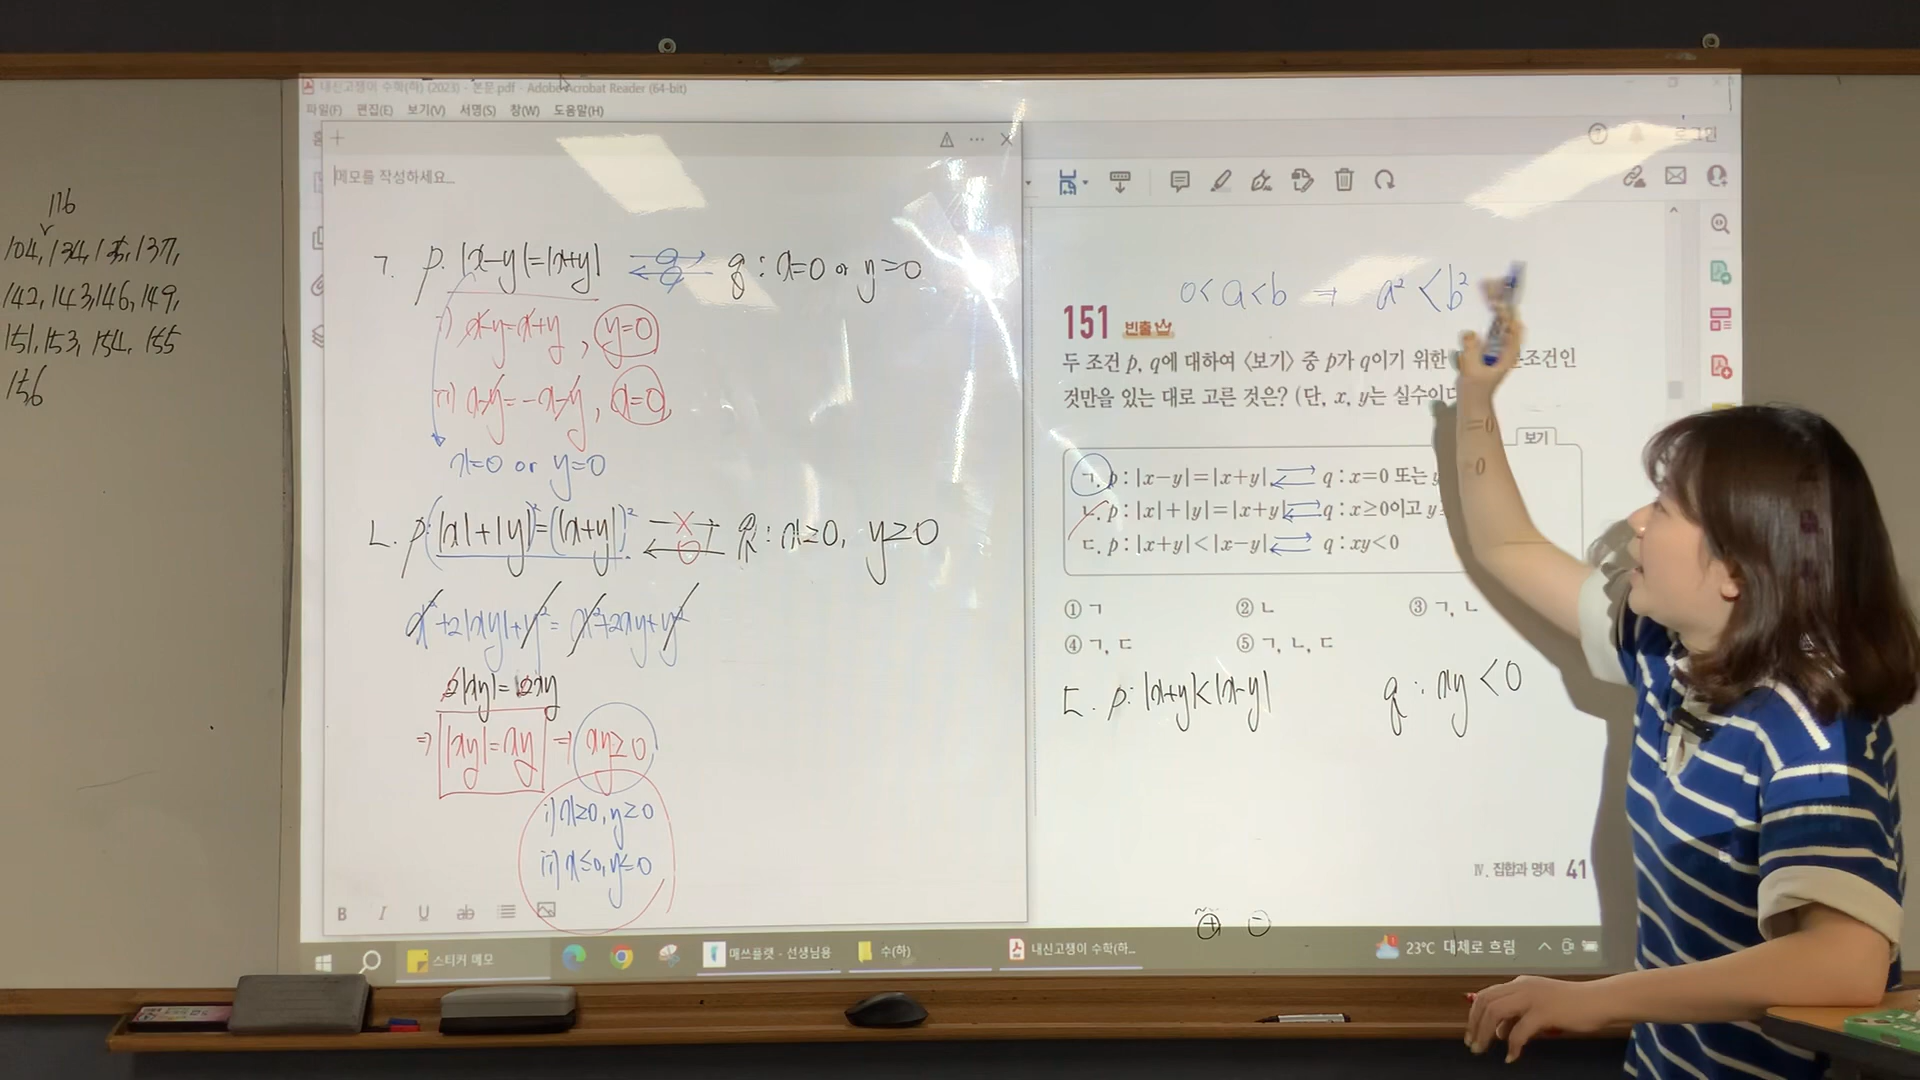 내신고쟁이 수학(하) (2023) - 본문.pdf - Adobe Acrobat Reader (64-bit)
파일(F) 편집(E) 보기(V) 서명(S) 창(W) 도움말(H)
메모를 작성하세요...
로그인
116
104, 134, 135, 137,
142, 143, 146, 149,
151, 153, 154, 155
156
ㄱ. p: |x-y|=|x+y| q: x=0 or y=0
i) x-y=x+y, y=0
ii) x-y=-x-y, x=0,
x=0 or y=0
ㄴ. p: (|x|+|y|)²=(|x+y|)² q: x≥0, y≥0
x²+2|xy|+y²=x²+2xy+y²
2|xy|=2xy
⇒ |xy|=xy ⇒ xy≥0
i) x≥0, y≥0
ii) x≤0, y≤0
0<a<b → a²<b²
151 빈출
두 조건 p, q에 대하여 <보기> 중 p가 q이기 위한 조건인
것만을 있는 대로 고른 것은? (단, x, y는 실수이다
보기
ㄱ. p : |x-y|=|x+y| q : x=0 또는 y
ㄴ. p : |x|+|y|=|x+y| q : x≥0이고 y
ㄷ. p : |x+y|<|x-y| q : xy<0
① ㄱ ② ㄴ ③ ㄱ, ㄴ
④ ㄱ, ㄷ ⑤ ㄱ, ㄴ, ㄷ
ㄷ. p: |x+y|<|x-y| q: xy<0
Ⅳ. 집합과 명제 41
+ -
B I U ab
스티커 메모 매쓰플랫 - 선생님용 수(하) 내신고쟁이 수학(하... 23°C 대체로 흐림